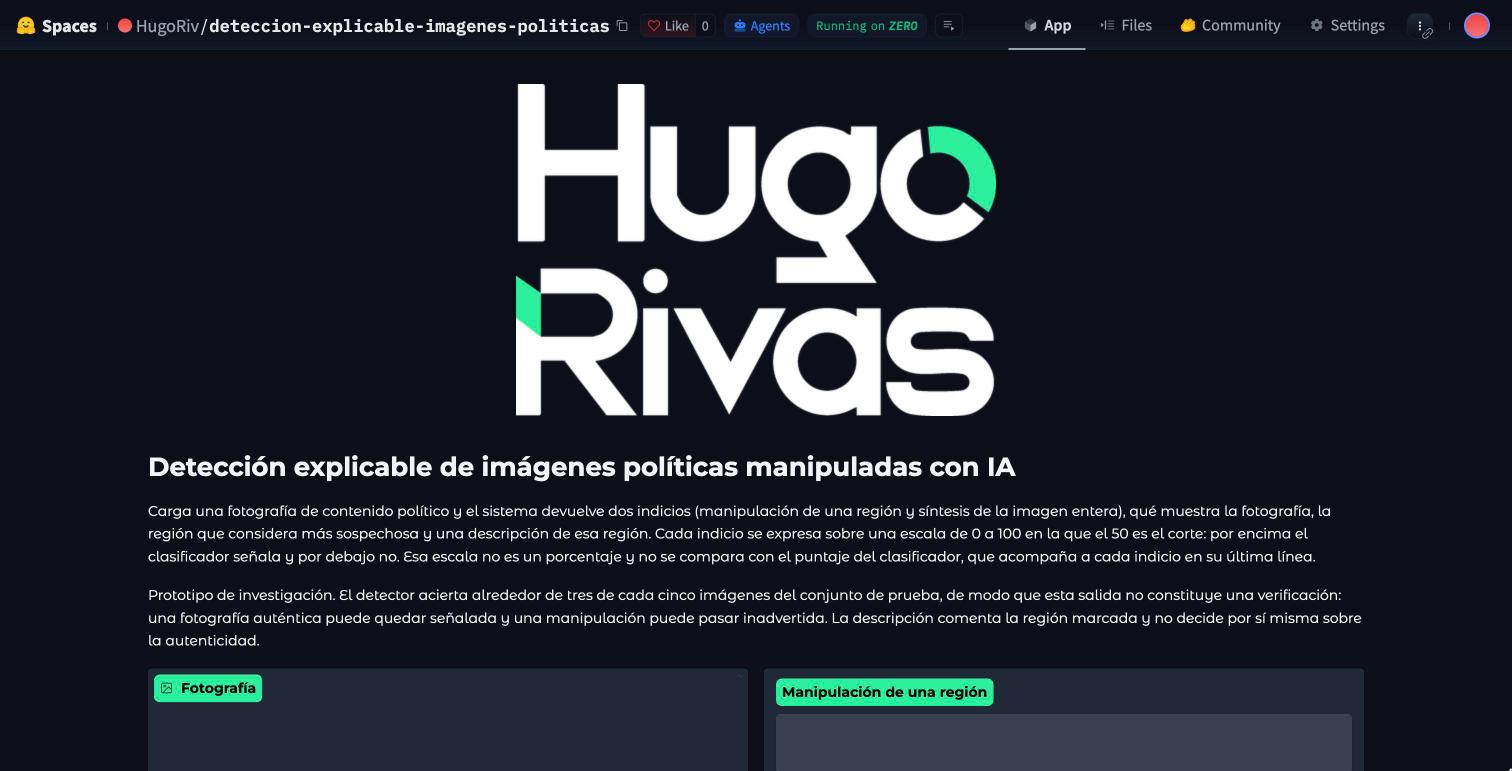 Spaces
HugoRiv/deteccion-explicable-imagenes-politicas
Like 0
Agents
Running on ZERO
App
Files
Community
Settings
Hugo
Rivas
Detección explicable de imágenes políticas manipuladas con IA
Carga una fotografía de contenido político y el sistema devuelve dos indicios (manipulación de una región y síntesis de la imagen entera), qué muestra la fotografía, la
región que considera más sospechosa y una descripción de esa región. Cada indicio se expresa sobre una escala de 0 a 100 en la que el 50 es el corte: por encima el
clasificador señala y por debajo no. Esa escala no es un porcentaje y no se compara con el puntaje del clasificador, que acompaña a cada indicio en su última línea.
Prototipo de investigación. El detector acierta alrededor de tres de cada cinco imágenes del conjunto de prueba, de modo que esta salida no constituye una verificación:
una fotografía auténtica puede quedar señalada y una manipulación puede pasar inadvertida. La descripción comenta la región marcada y no decide por sí misma sobre
la autenticidad.
Fotografía
Manipulación de una región